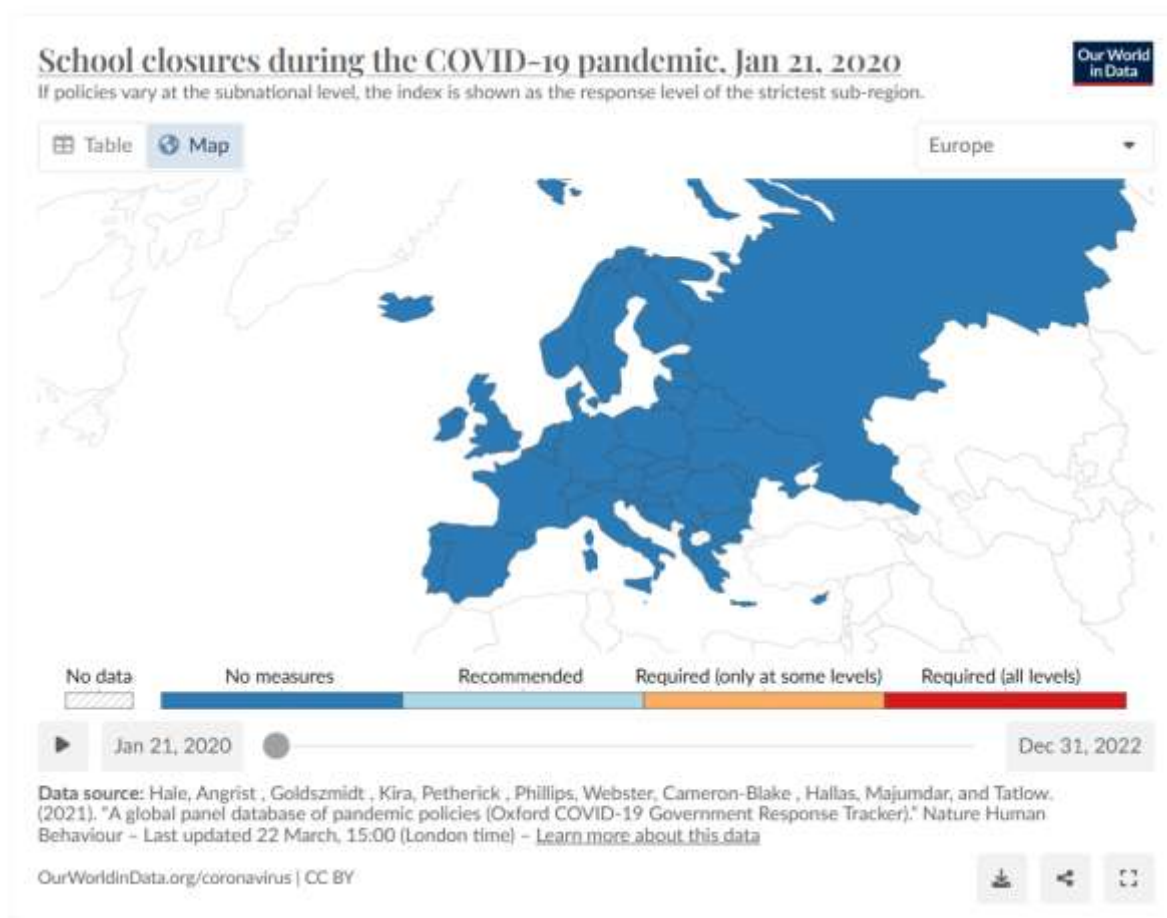 School closures during the COVID-19 pandemic, Jan 21, 2020
Our World
in Data
If policies vary at the subnational level, the index is shown as the response level of the strictest sub-region.
Table Map Europe
No data No measures Recommended Required (only at some levels) Required (all levels)
Jan 21, 2020 Dec 31, 2022
Data source: Hale, Angrist , Goldszmidt , Kira, Petherick , Phillips, Webster, Cameron-Blake , Hallas, Majumdar, and Tatlow.
(2021). "A global panel database of pandemic policies (Oxford COVID-19 Government Response Tracker)." Nature Human
Behaviour – Last updated 22 March, 15:00 (London time) – Learn more about this data
OurWorldinData.org/coronavirus | CC BY